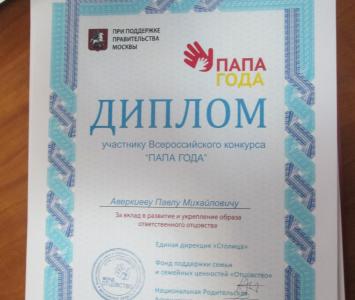 ПРИ ПОДДЕРЖКЕ
ПРАВИТЕЛЬСТВА
МОСКВЫ
ПАПА
ГОДА
ДИПЛОМ
участнику Всероссийского конкурса
"ПАПА ГОДА"
Аверкиеву Павлу Михайловичу
За вклад в развитие и укрепление образа
ответственного отцовства
Единая дирекция «Столица»
Фонд поддержки семьи
и семейных ценностей «Отцовство»
Национальная Родительская